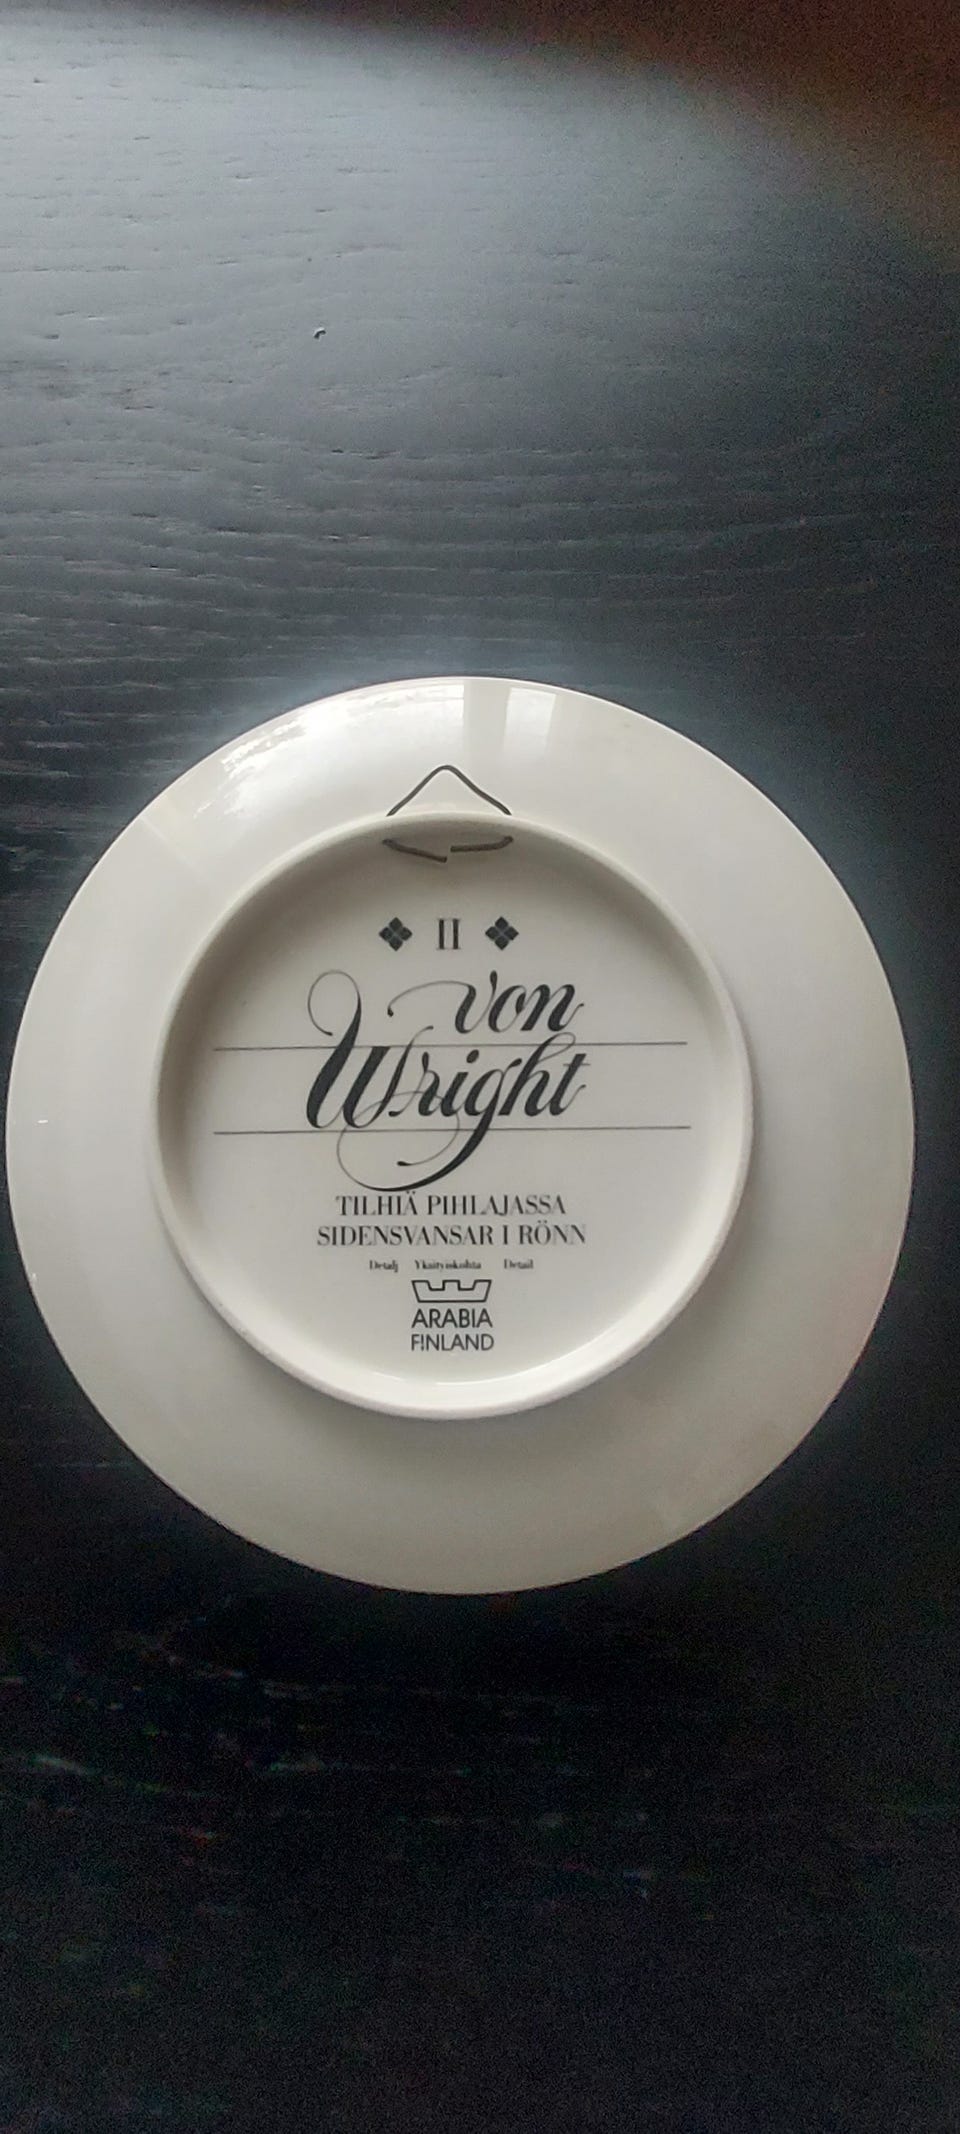 II
von
Wright
TILHIÄ PIHLAJASSA
SIDENSVANSAR I RÖNN
Detalj Yksityiskohta Detail
ARABIA
FINLAND